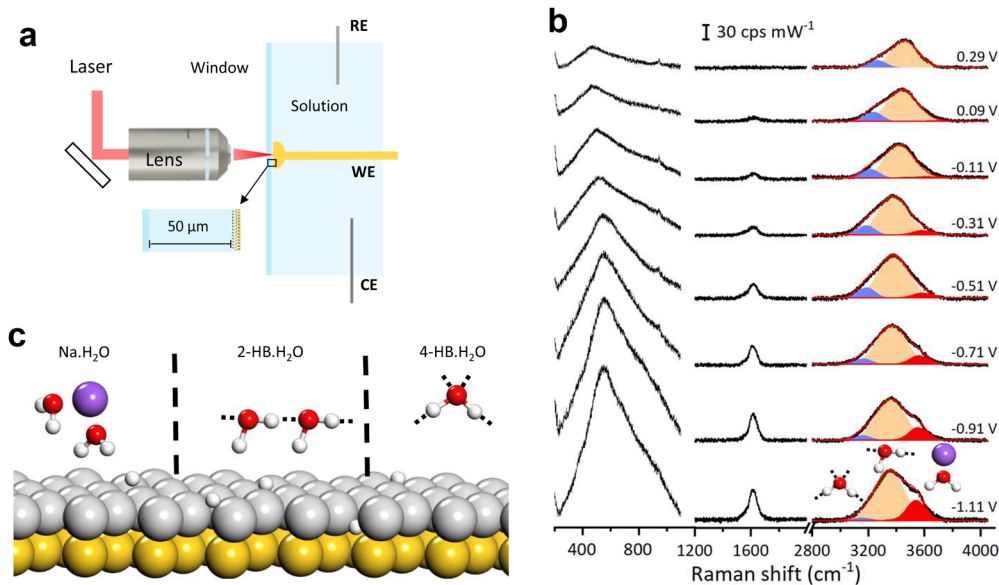 a
Laser
Window
Lens
RE
Solution
WE
CE
50 μm
b
30 cps mW-1
0.29 V
0.09 V
-0.11 V
-0.31 V
-0.51 V
-0.71 V
-0.91 V
-1.11 V
400 800 1200 1600 2800 3200 3600 4000
Raman shift (cm-1)
c
Na.H2O
2-HB.H2O
4-HB.H2O